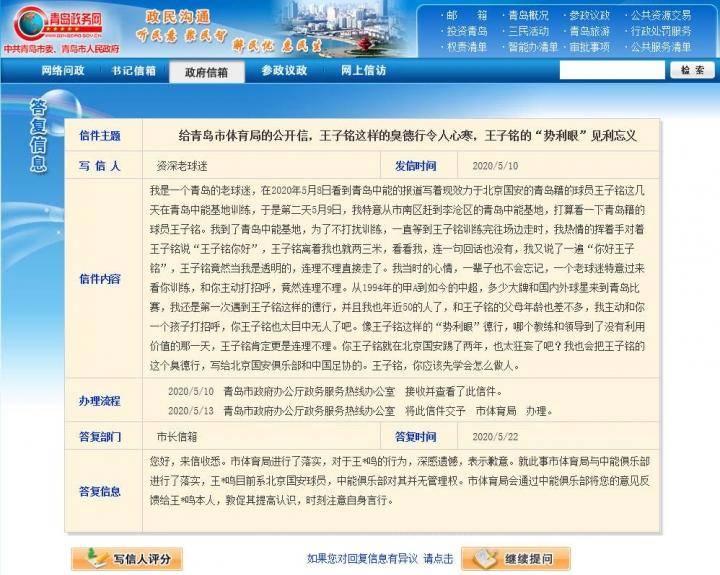 青岛政务网
WWW.QINGDAO.GOV.CN
中共青岛市委、青岛市人民政府
政民沟通
听民意 聚民智 解民忧 惠民生
· 邮 箱 · 青岛概况 · 参政议政 · 公共资源交易
· 投资青岛 · 三民活动 · 青岛旅游 · 行政处罚服务
· 权责清单 · 智能办清单 · 审批事项 · 公共服务清单
网络问政 书记信箱 政府信箱 参政议政 网上信访 检 索
答复信息
信件主题 给青岛市体育局的公开信，王子铭这样的臭德行令人心寒，王子铭的“势利眼”见利忘义
写 信 人 资深老球迷 发信时间 2020/5/10
信件内容
我是一个青岛的老球迷，在2020年5月8日看到青岛中能的报道写着现效力于北京国安的青岛籍的球员王子铭这几
天在青岛中能基地训练，于是第二天5月9日，我特意从市南区赶到李沧区的青岛中能基地，打算看一下青岛籍的
球员王子铭。我到了青岛中能基地，为了不打扰训练，一直等到王子铭训练完往场边走时，我热情的挥着手对着
王子铭说“王子铭你好”，王子铭离着我也就两三米，看看我，连一句回话也没有，我又说了一遍“你好王子
铭”，王子铭竟然当我是透明的，连理不理直接走了。我当时的心情，一辈子也不会忘记，一个老球迷特意过来
看你训练，和你主动打招呼，竟然连理不理。从1994年的甲A到如今的中超，多少大牌和国内外球星来到青岛比
赛，我还是第一次遇到王子铭这样的德行，并且我也年近50的人了，和王子铭的父母年龄也差不多，我主动和你
一个孩子打招呼，你王子铭也太目中无人了吧。像王子铭这样的“势利眼”德行，哪个教练和领导到了没有利用
价值的那一天，王子铭肯定更是连理不理。你王子铭就在北京国安踢了两年，也太狂妄了吧？我也会把王子铭的
这个臭德行，写给北京国安俱乐部和中国足协的。王子铭，你应该先学会怎么做人。
办理流程
2020/5/10 青岛市政府办公厅政务服务热线办公室 接收并查看了此信件。
2020/5/13 青岛市政府办公厅政务服务热线办公室 将此信件交予 市体育局 办理。
答复部门 市长信箱 答复时间 2020/5/22
答复信息
您好，来信收悉。市体育局进行了落实，对于王*鸣的行为，深感遗憾，表示歉意。就此事市体育局与中能俱乐部
进行了落实，王*鸣目前系北京国安球员，中能俱乐部对其并无管理权。市体育局会通过中能俱乐部将您的意见反
馈给王*鸣本人，敦促其提高认识，时刻注意自身言行。
写信人评分 如果您对回复信息有异议 请点击 继续提问